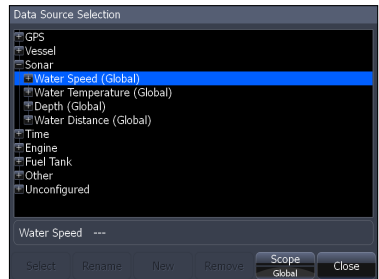 Data Source Selection
GPS
Vessel
Sonar
Water Speed (Global)
Water Temperature (Global)
Depth (Global)
Water Distance (Global)
Time
Engine
Fuel Tank
Other
Unconfigured
Water Speed ---
Select Rename New Remove Scope Global Close